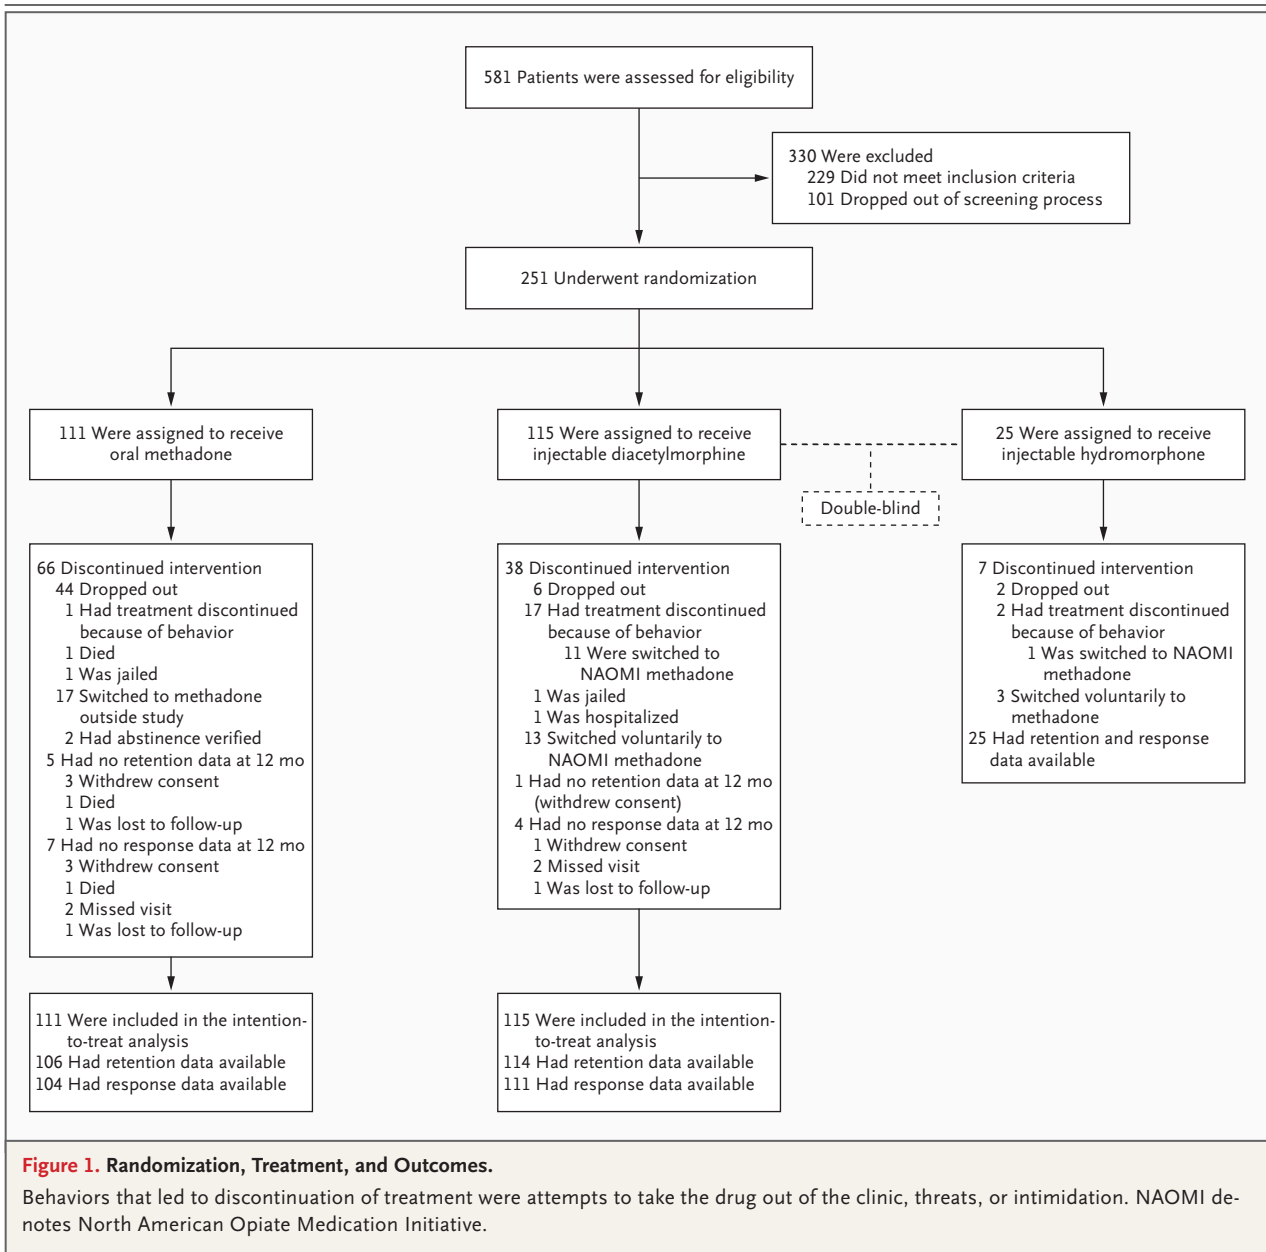 581 Patients were assessed for eligibility
330 Were excluded
229 Did not meet inclusion criteria
101 Dropped out of screening process
251 Underwent randomization
111 Were assigned to receive
oral methadone
115 Were assigned to receive
injectable diacetylmorphine
25 Were assigned to receive
injectable hydromorphone
Double-blind
66 Discontinued intervention
44 Dropped out
1 Had treatment discontinued
because of behavior
1 Died
1 Was jailed
17 Switched to methadone
outside study
2 Had abstinence verified
5 Had no retention data at 12 mo
3 Withdrew consent
1 Died
1 Was lost to follow-up
7 Had no response data at 12 mo
3 Withdrew consent
1 Died
2 Missed visit
1 Was lost to follow-up
38 Discontinued intervention
6 Dropped out
17 Had treatment discontinued
because of behavior
11 Were switched to
NAOMI methadone
1 Was jailed
1 Was hospitalized
13 Switched voluntarily to
NAOMI methadone
1 Had no retention data at 12 mo
(withdrew consent)
4 Had no response data at 12 mo
1 Withdrew consent
2 Missed visit
1 Was lost to follow-up
7 Discontinued intervention
2 Dropped out
2 Had treatment discontinued
because of behavior
1 Was switched to NAOMI
methadone
3 Switched voluntarily to
methadone
25 Had retention and response
data available
111 Were included in the intention-
to-treat analysis
106 Had retention data available
104 Had response data available
115 Were included in the intention-
to-treat analysis
114 Had retention data available
111 Had response data available
Figure 1. Randomization, Treatment, and Outcomes.
Behaviors that led to discontinuation of treatment were attempts to take the drug out of the clinic, threats, or intimidation. NAOMI de-
notes North American Opiate Medication Initiative.